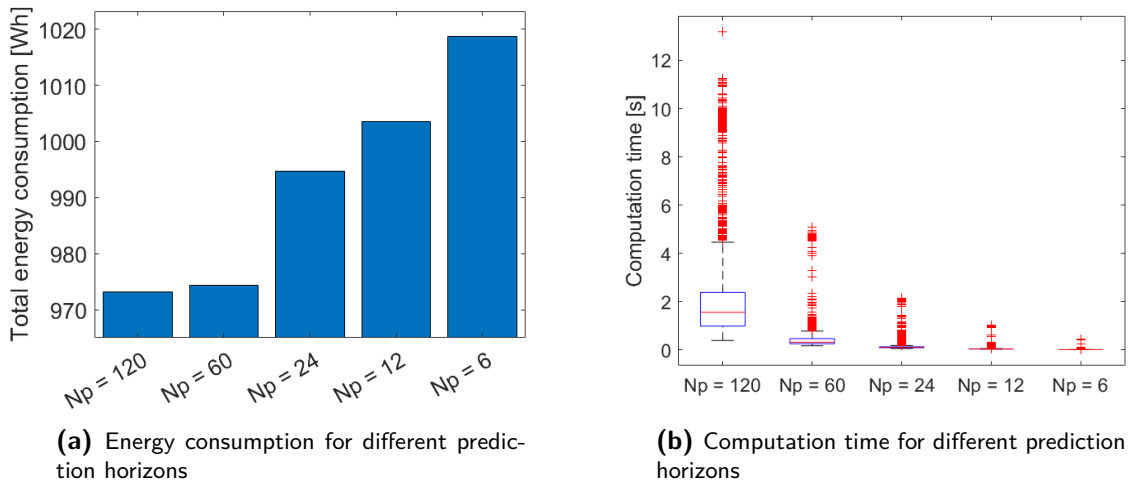 Total energy consumption [Wh]
1020
1010
1000
990
980
970
Np = 120
Np = 60
Np = 24
Np = 12
Np = 6
(a) Energy consumption for different predic-
tion horizons
Computation time [s]
12
10
8
6
4
2
0
Np = 120
Np = 60
Np = 24
Np = 12
Np = 6
(b) Computation time for different prediction
horizons